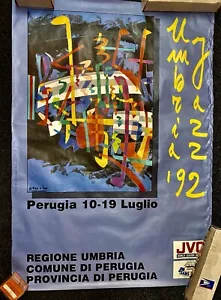 Umbria Jazz
'92
Perugia 10-19 Luglio
REGIONE UMBRIA
COMUNE DI PERUGIA
PROVINCIA DI PERUGIA
JVC